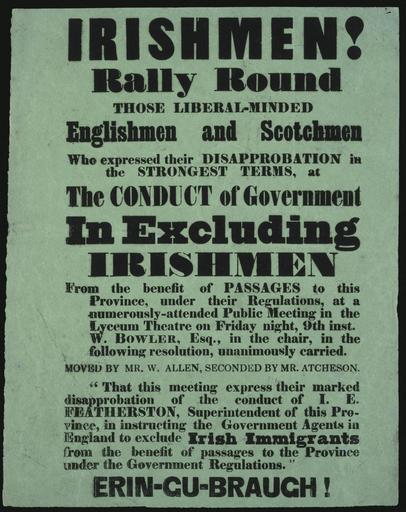 IRISHMEN!
Rally Round
THOSE LIBERAL-MINDED
Englishmen and Scotchmen
Who expressed their DISAPPROBATION in
the STRONGEST TERMS, at
The CONDUCT of Government
In Excluding
IRISHMEN
From the benefit of PASSAGES to this
Province, under their Regulations, at a
numerously-attended Public Meeting in the
Lyceum Theatre on Friday night, 9th inst.
W. BOWLER, Esq., in the chair, in the
following resolution, unanimously carried.
MOVED BY MR. W. ALLEN, SECONDED BY MR. ATCHESON.
"That this meeting express their marked
disapprobation of the conduct of I. E.
FEATHERSTON, Superintendent of this Pro-
vince, in instructing the Government Agents in
England to exclude Irish Immigrants
from the benefit of passages to the Province
under the Government Regulations."
ERIN-GU-BRAUGH!